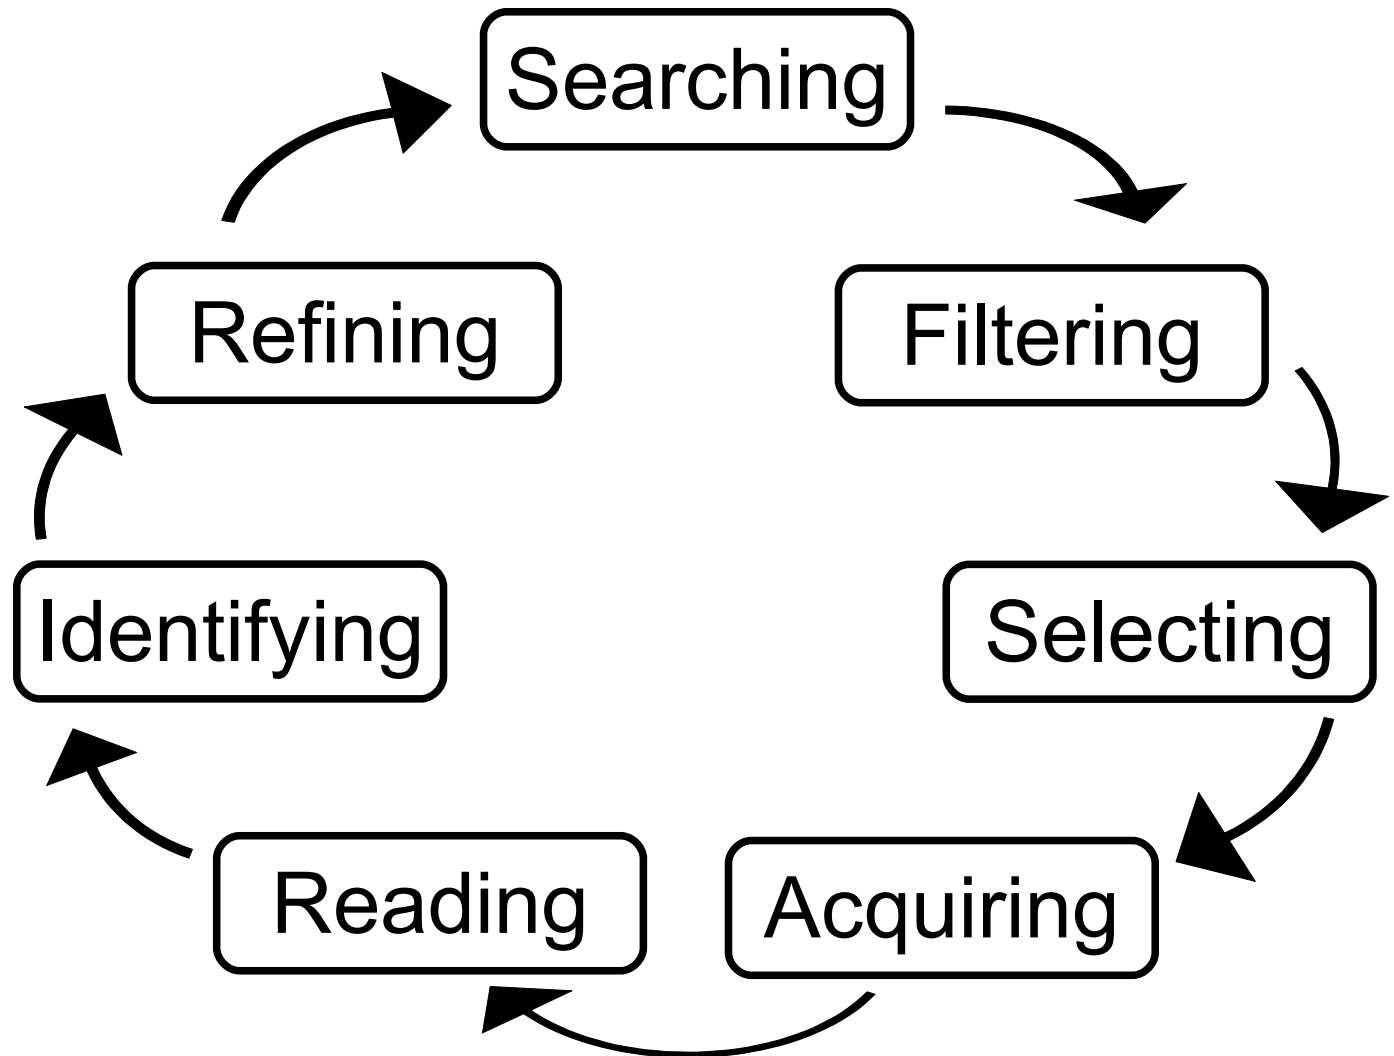 Searching
Filtering
Selecting
Acquiring
Reading
Identifying
Refining